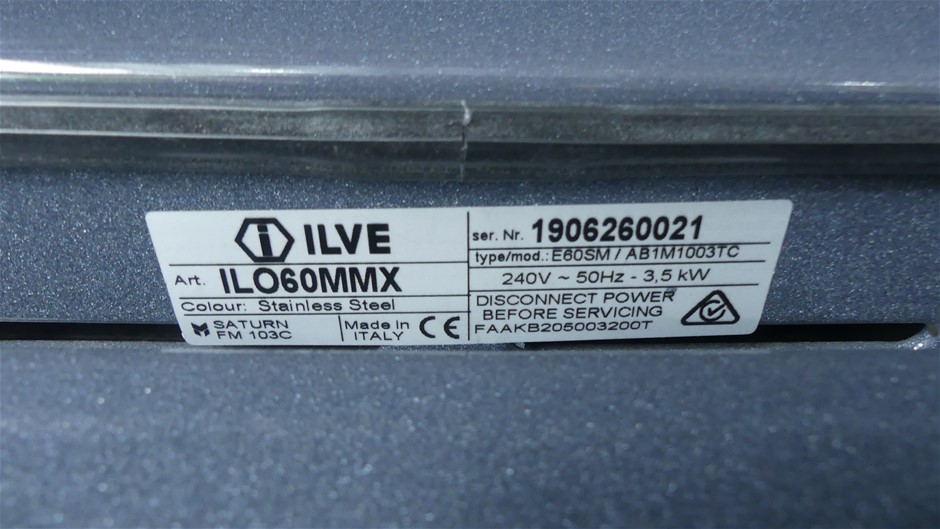 ILVE
Art. ILO60MMX
Colour: Stainless Steel
SATURN
FM 103C
Made in
ITALY
CE
ser. Nr. 1906260021
type/mod.: E60SM / AB1M1003TC
240V ~ 50Hz - 3,5 kW
DISCONNECT POWER
BEFORE SERVICING
FAAKB205003200T